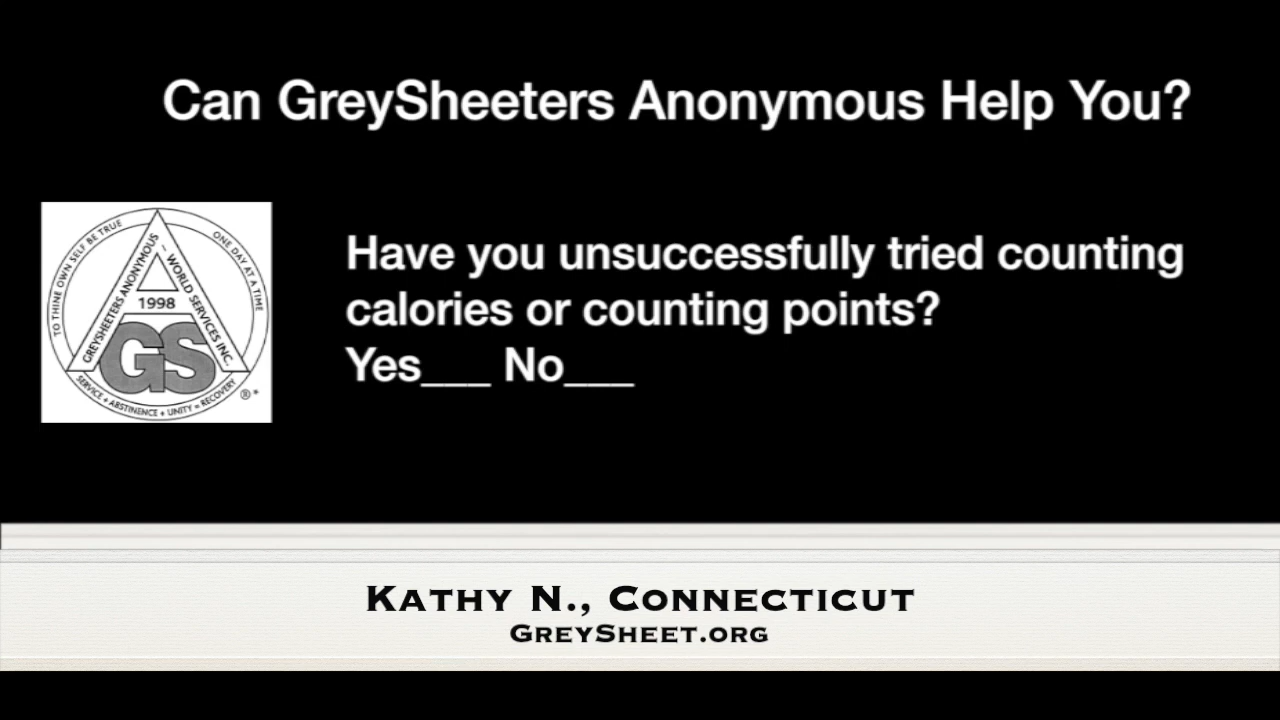 Can GreySheeters Anonymous Help You?
TO THINE OWN SELF BE TRUE
ONE DAY AT A TIME
GREYSHEETERS ANONYMOUS ~ WORLD SERVICES INC.
1998
GS
SERVICE + ABSTINENCE + UNITY = RECOVERY
®*
Have you unsuccessfully tried counting
calories or counting points?
Yes___ No___
KATHY N., CONNECTICUT
GREYSHEET.ORG